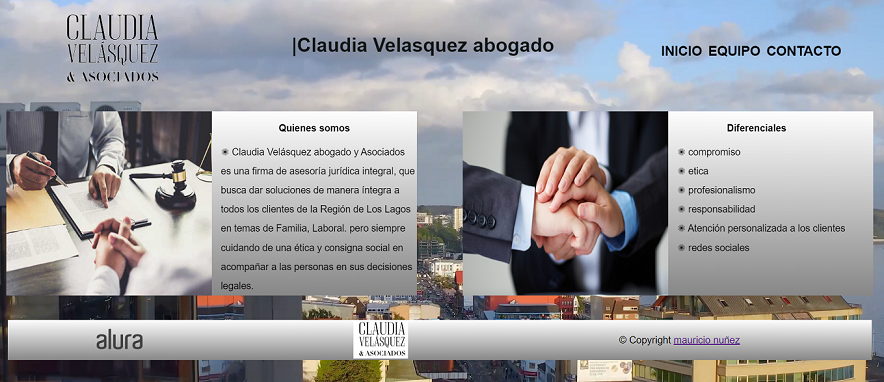 CLAUDIA
VELÁSQUEZ
& ASOCIADOS
|Claudia Velasquez abogado
INICIO EQUIPO CONTACTO
Quienes somos
Claudia Velásquez abogado y Asociados
es una firma de asesoría jurídica integral, que
busca dar soluciones de manera íntegra a
todos los clientes de la Región de Los Lagos
en temas de Familia, Laboral. pero siempre
cuidando de una ética y consigna social en
acompañar a las personas en sus decisiones
legales.
Diferenciales
compromiso
etica
profesionalismo
responsabilidad
Atención personalizada a los clientes
redes sociales
alura
CLAUDIA
VELÁSQUEZ
& ASOCIADOS
© Copyright mauricio nuñez